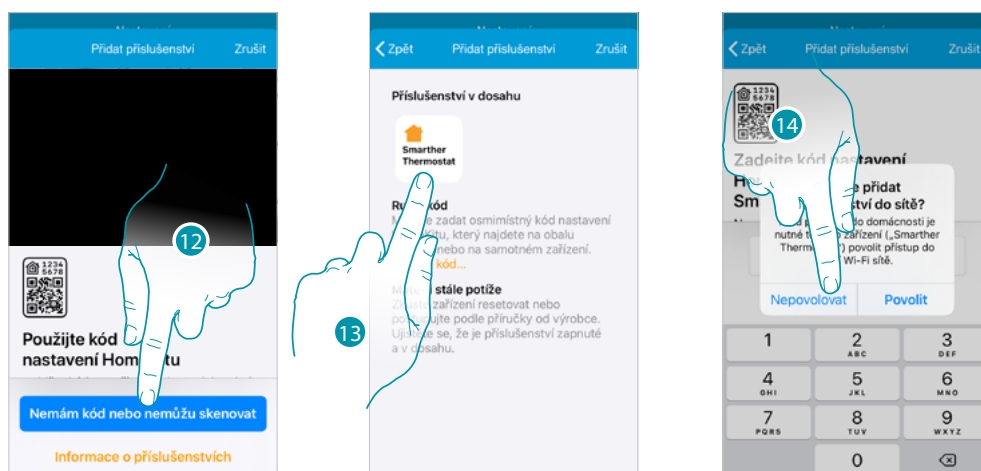 Přidat příslušenství Zrušit
1234
5678
Použijte kód
nastavení Hom tu
Nemám kód nebo nemůžu skenovat
Informace o příslušenstvích
12
Zpět Přidat příslušenství Zrušit
Příslušenství v dosahu
Smarther
Thermostat
kód
zadat osmimístný kód nastavení
Kitu, který najdete na obalu
nebo na samotném zařízení.
kód...
stále potíže
zařízení resetovat nebo
podle příručky od výrobce.
se, že je příslušenství zapnuté
a v dosahu.
13
Zpět Přidat příslušenství Zrušit
1234
5678
14
Zadejte kód nastavení
Sm
přidat
do sítě?
do domácnosti je
nutné zařízení („Smarther
povolit přístup do
Wi-Fi sítě.
Nepovolovat Povolit
1 2 3
ABC DEF
4 5 6
GHI JKL MNO
7 8 9
PQRS TUV WXYZ
0